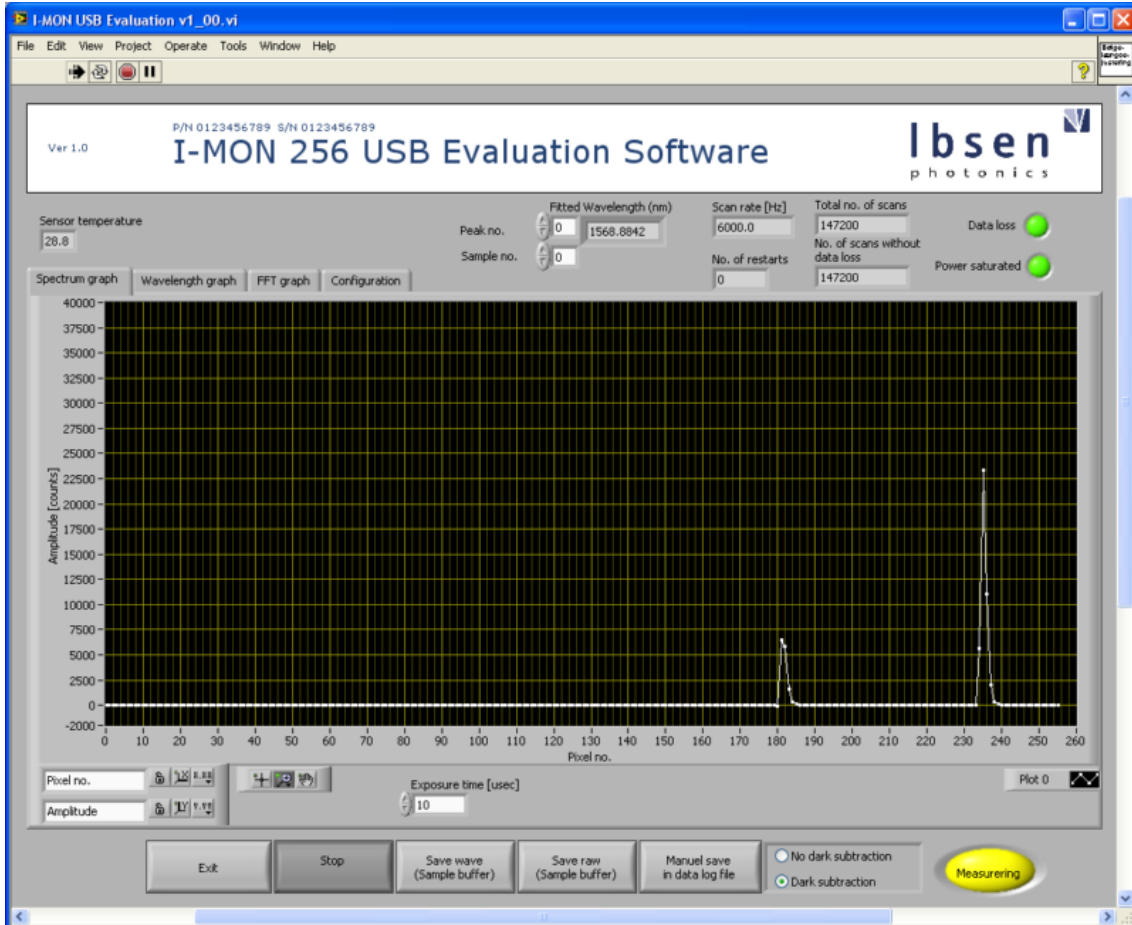 I-MON USB Evaluation v1_00.vi
File Edit View Project Operate Tools Window Help
Ver 1.0
P/N 0123456789 S/N 0123456789
I-MON 256 USB Evaluation Software
Ibsen
photonics
Sensor temperature
28.8
Peak no.
0
Fitted Wavelength (nm)
1568.8842
Sample no.
0
Scan rate [Hz]
6000.0
No. of restarts
0
Total no. of scans
147200
No. of scans without
data loss
147200
Data loss
Power saturated
Spectrum graph Wavelength graph FFT graph Configuration
Amplitude [counts]
40000
37500
35000
32500
30000
27500
25000
22500
20000
17500
15000
12500
10000
7500
5000
2500
0
-2000
0 10 20 30 40 50 60 70 80 90 100 110 120 130 140 150 160 170 180 190 200 210 220 230 240 250 260
Pixel no.
Pixel no.
Amplitude
Exposure time [usec]
10
Plot 0
Exit
Stop
Save wave
(Sample buffer)
Save raw
(Sample buffer)
Manuel save
in data log file
No dark subtraction
Dark subtraction
Measurering